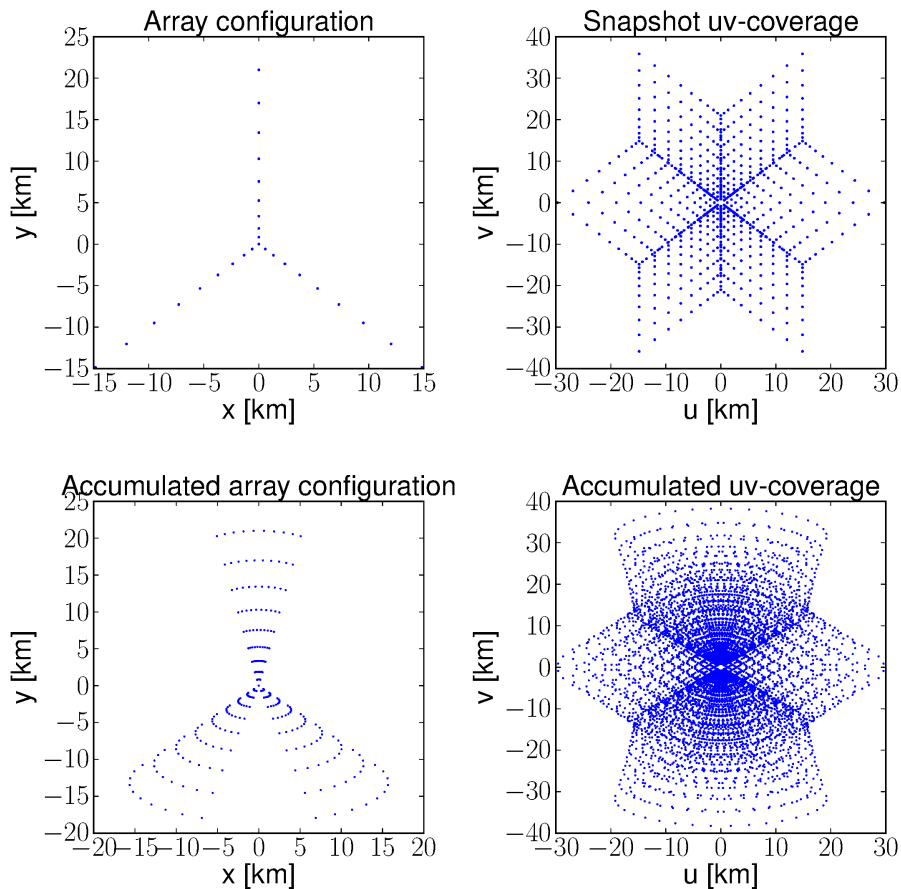 Array configuration
25
20
15
10
5
0
−5
−10
−15
y [km]
−15 −10 −5 0 5 10 15
x [km]
Snapshot uv-coverage
40
30
20
10
0
−10
−20
−30
−40
v [km]
−30 −20 −10 0 10 20 30
u [km]
Accumulated array configuration
25
20
15
10
5
0
−5
−10
−15
−20
y [km]
−20 −15 −10 −5 0 5 10 15 20
x [km]
Accumulated uv-coverage
40
30
20
10
0
−10
−20
−30
−40
v [km]
−30 −20 −10 0 10 20 30
u [km]